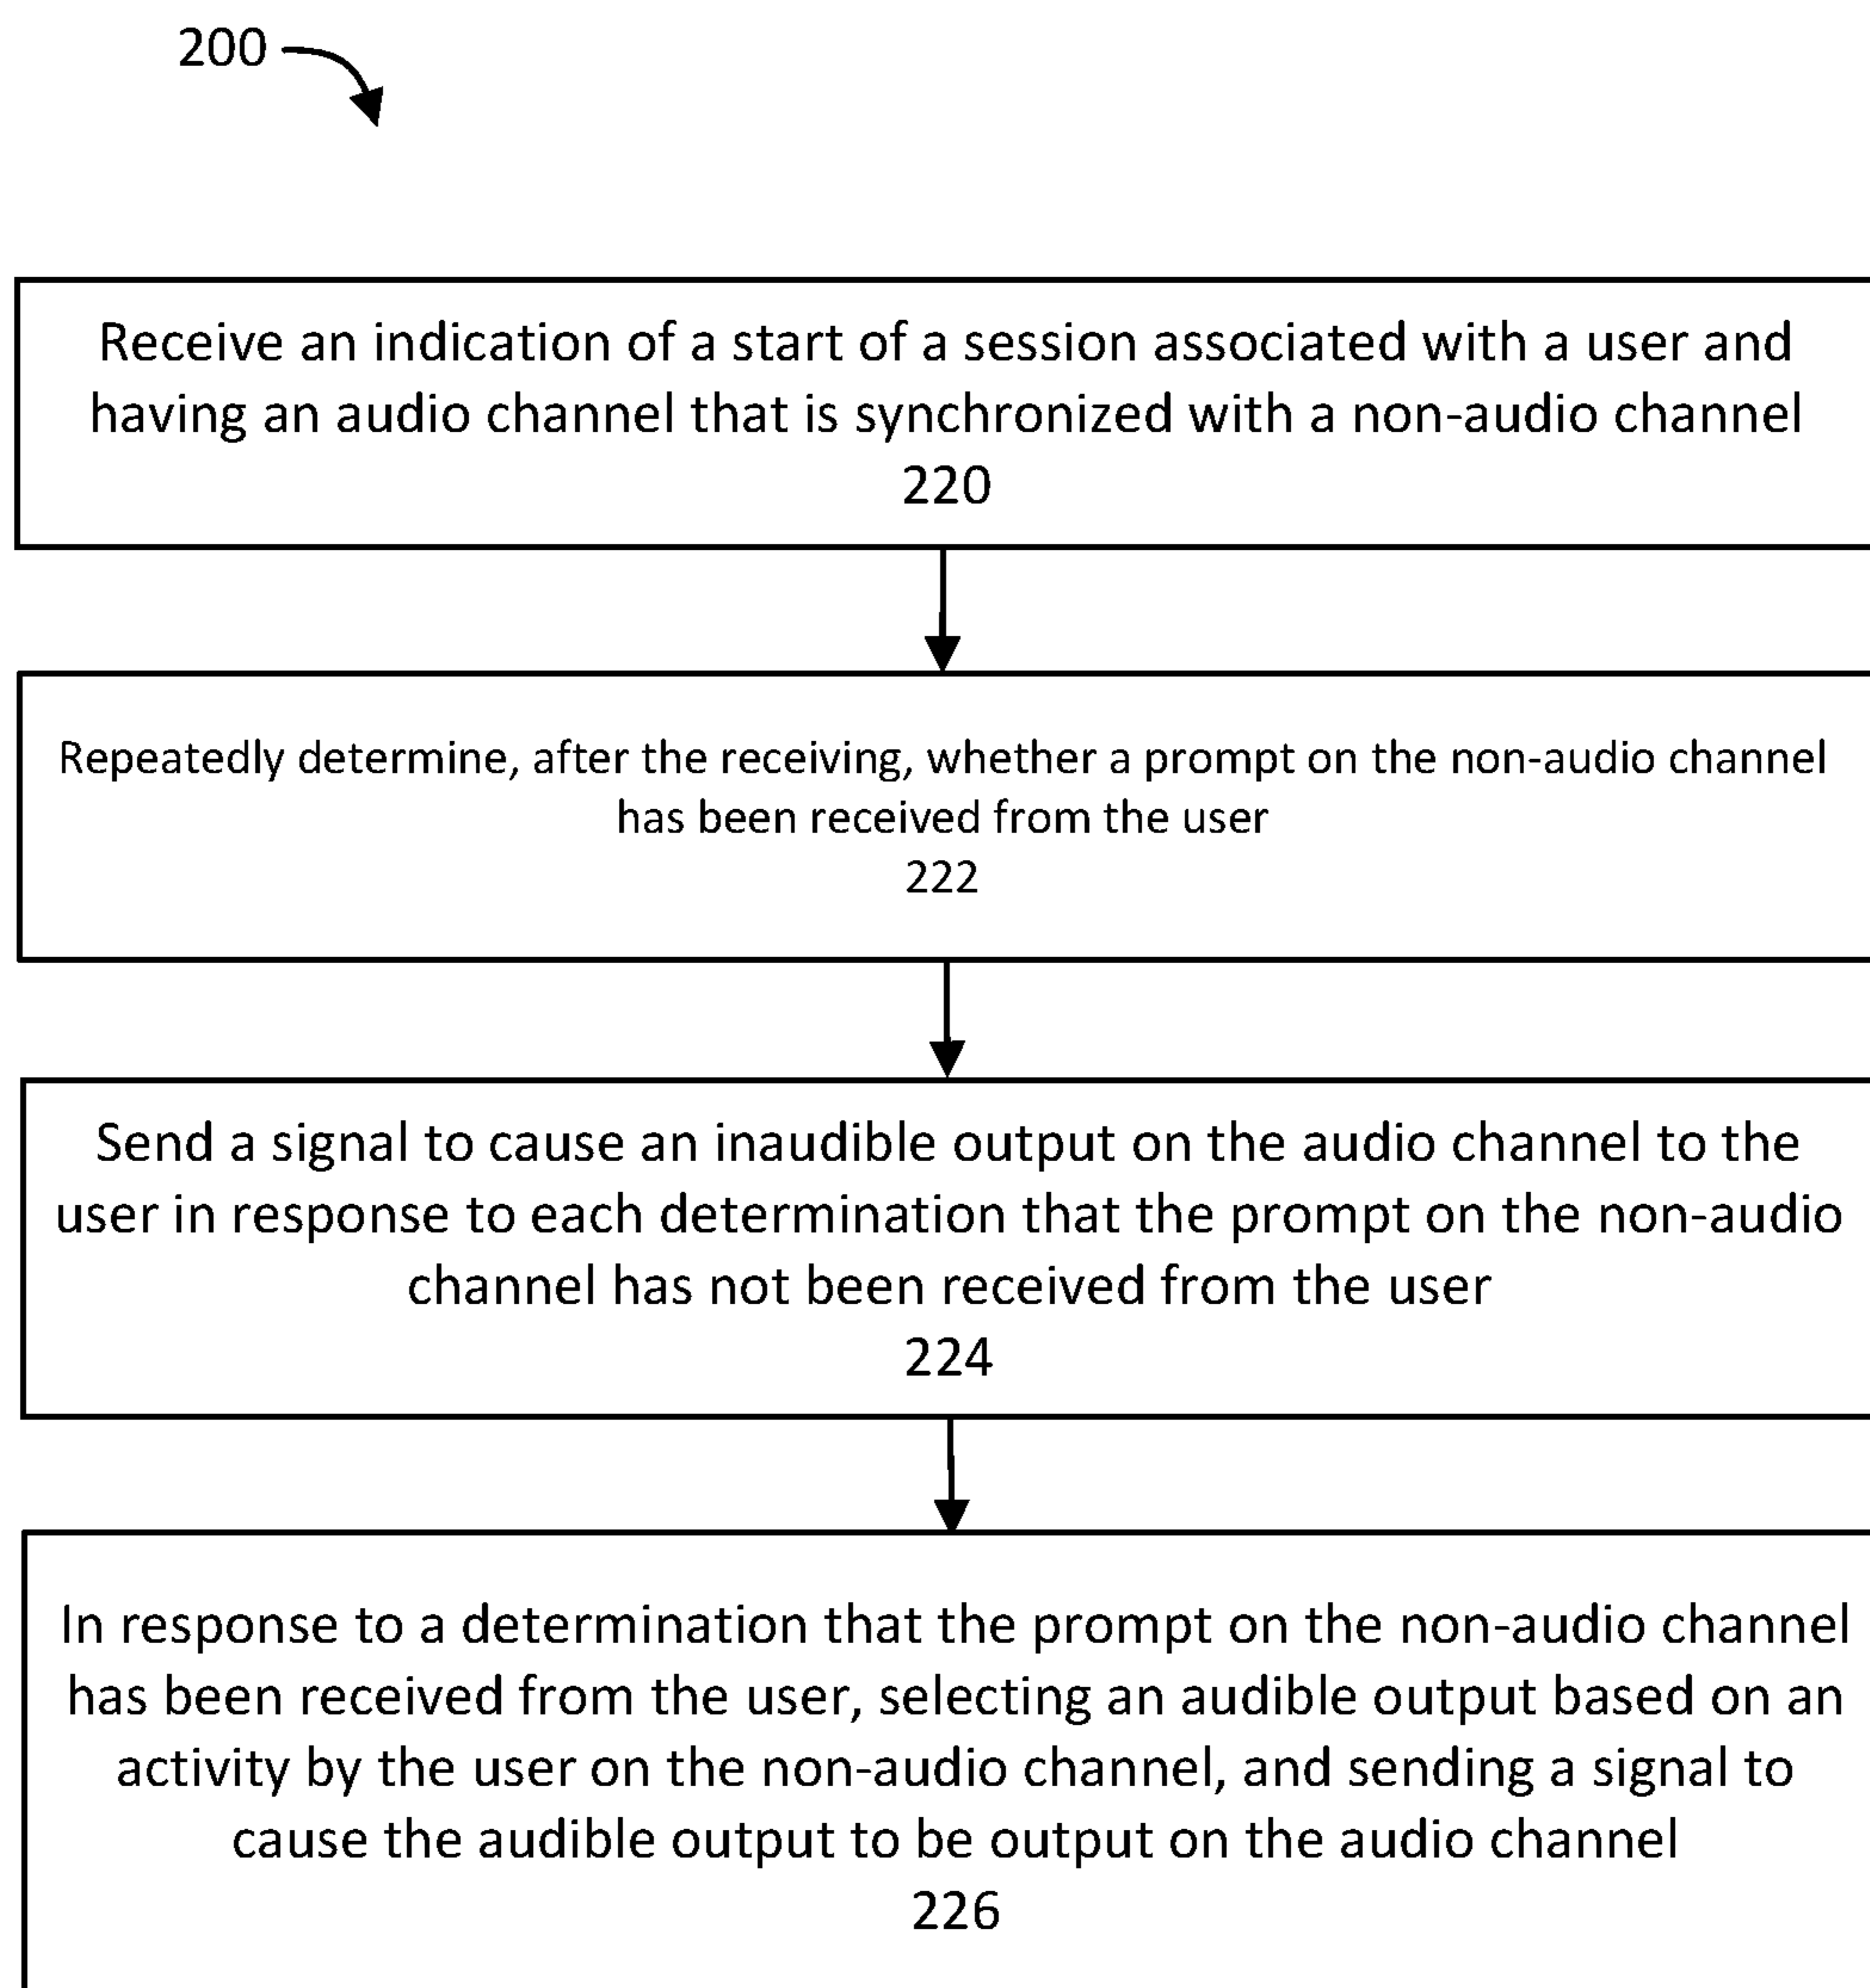 200
Receive an indication of a start of a session associated with a user and
having an audio channel that is synchronized with a non-audio channel
220
Repeatedly determine, after the receiving, whether a prompt on the non-audio channel
has been received from the user
222
Send a signal to cause an inaudible output on the audio channel to the
user in response to each determination that the prompt on the non-audio
channel has not been received from the user
224
In response to a determination that the prompt on the non-audio channel
has been received from the user, selecting an audible output based on an
activity by the user on the non-audio channel, and sending a signal to
cause the audible output to be output on the audio channel
226